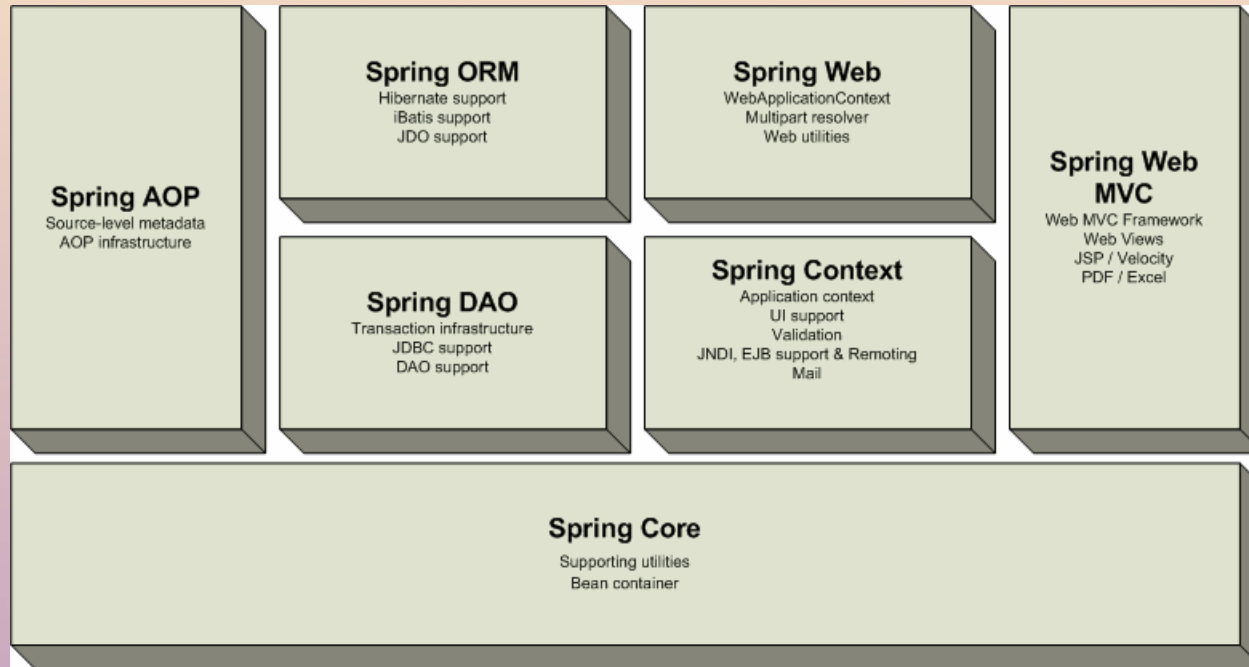 Spring AOP
Source-level metadata
AOP infrastructure
Spring ORM
Hibernate support
iBatis support
JDO support
Spring Web
WebApplicationContext
Multipart resolver
Web utilities
Spring Web
MVC
Web MVC Framework
Web Views
JSP / Velocity
PDF / Excel
Spring DAO
Transaction infrastructure
JDBC support
DAO support
Spring Context
Application context
UI support
Validation
JNDI, EJB support & Remoting
Mail
Spring Core
Supporting utilities
Bean container